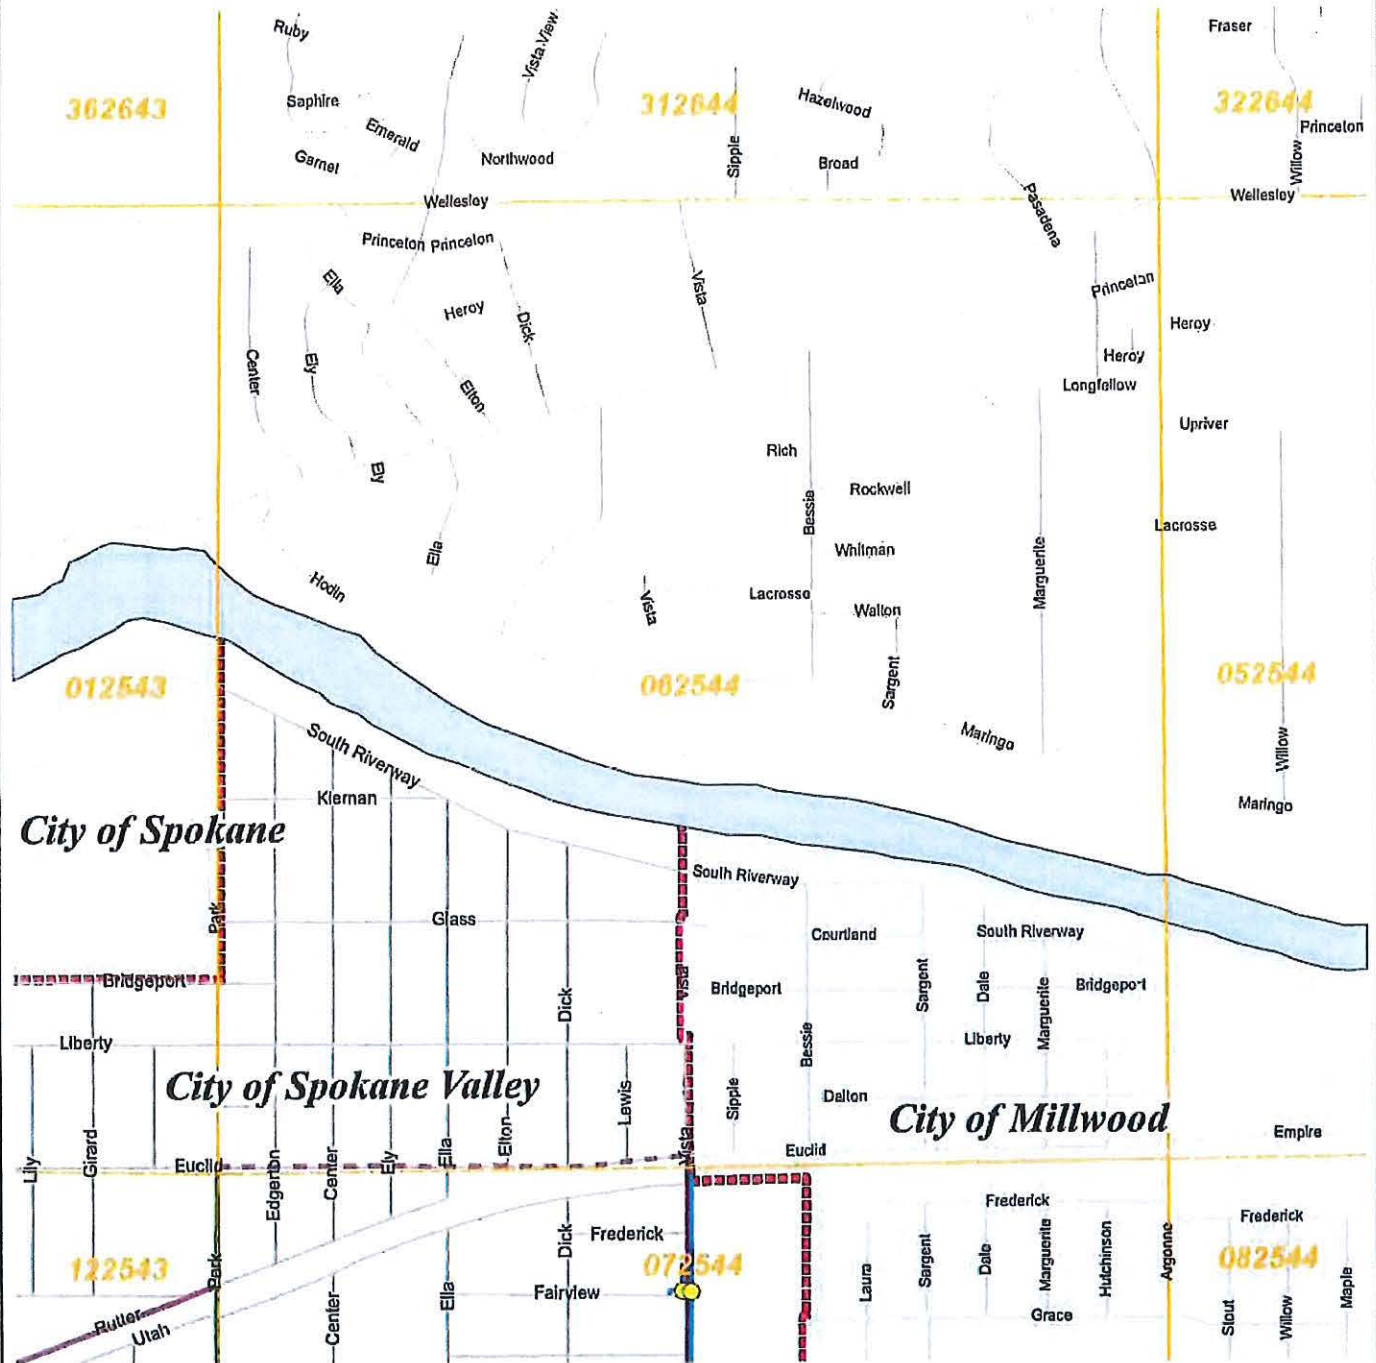 Ruby
Vista View
Fraser
362643
Saphire
312644
Hazelwood
322644
Emerald
Princeton
Garnet
Northwood
Sipple
Broad
Willow
Wellesley
Wellesley
Pasadena
Princeton Princeton
Ella
Vista
Princeton
Heroy
Dick
Heroy
Center
Ely
Heroy
Elton
Longfellow
Upriver
Rich
Ely
Rockwell
Bessie
Lacrosse
Ella
Whitman
Marguerite
Hodin
Vista
Lacrosse
Walton
012543
062544
Sargent
052544
South Riverway
Maringo
Willow
Kiernan
Maringo
City of Spokane
South Riverway
Park
Glass
Courtland
South Riverway
Bridgeport
Vista
Bridgeport
Sargent
Dale
Marguerite
Bridgeport
Dick
Liberty
Bessie
Liberty
City of Spokane Valley
Lewis
Sipple
Dalton
City of Millwood
Empire
Lily
Girard
Euclid
Edgerton
Center
Ely
Ella
Elton
Vista
Euclid
Frederick
Dick
Frederick
Frederick
122543
Park
072544
Laura
Sargent
Dale
Marguerite
Hutchinson
Argonne
082544
Rutter
Utah
Center
Ella
Fairview
Grace
Stout
Willow
Maple